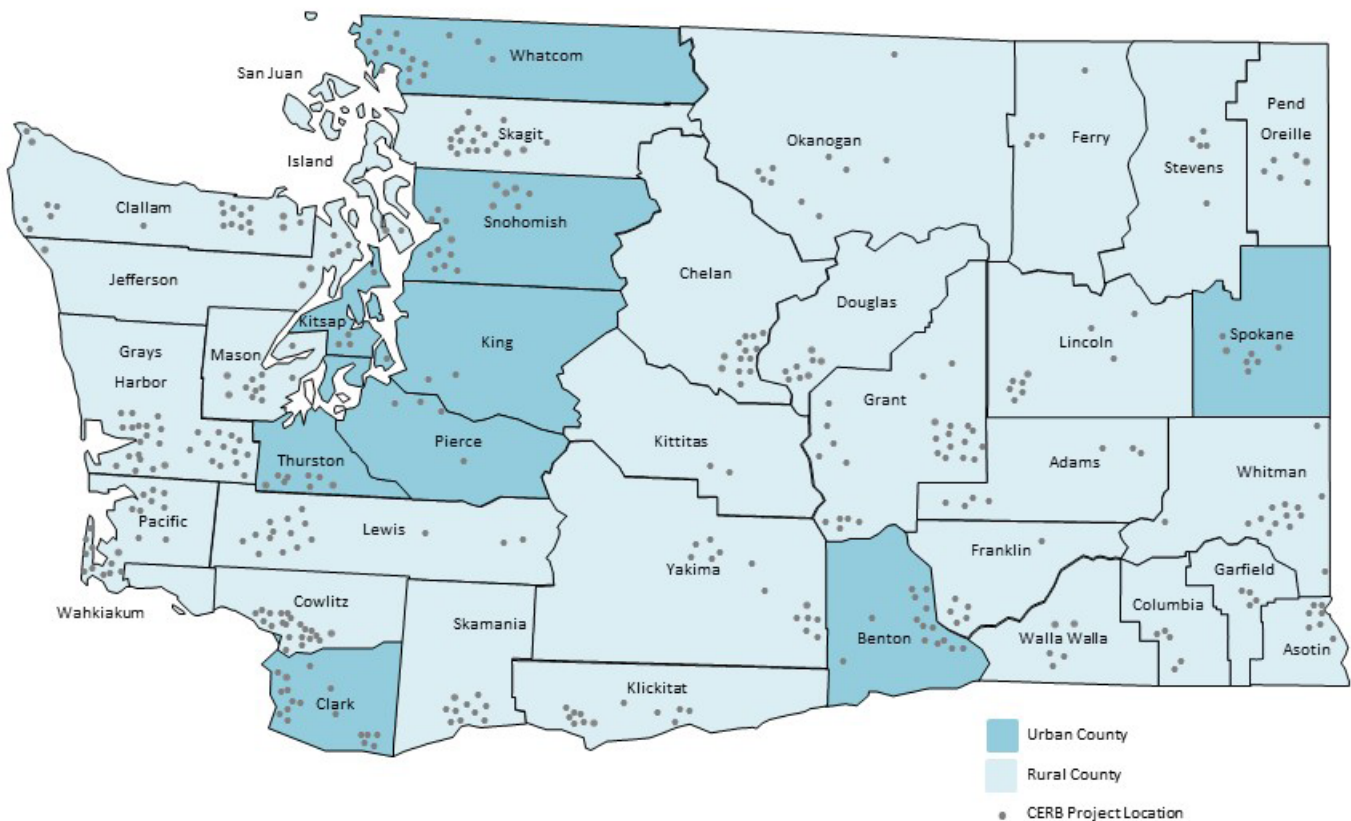 Whatcom
San Juan
Skagit
Island
Okanogan
Ferry
Pend
Oreille
Stevens
Clallam
Snohomish
Jefferson
Chelan
Douglas
Kitsap
King
Lincoln
Spokane
Grays
Harbor
Mason
Grant
Kittitas
Pierce
Thurston
Adams
Whitman
Pacific
Lewis
Yakima
Franklin
Garfield
Wahkiakum
Cowlitz
Skamania
Benton
Walla Walla
Columbia
Asotin
Klickitat
Clark
Urban County
Rural County
CERB Project Location